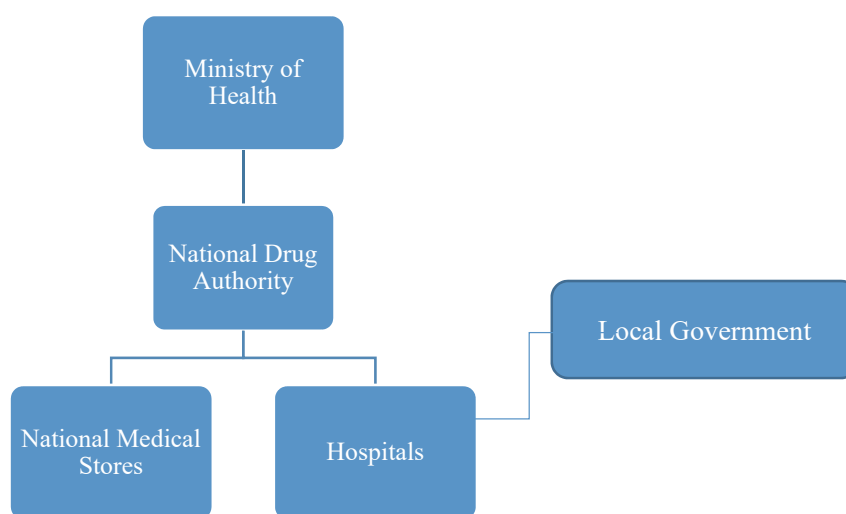 Ministry of
Health
National Drug
Authority
Local Government
National Medical
Stores
Hospitals